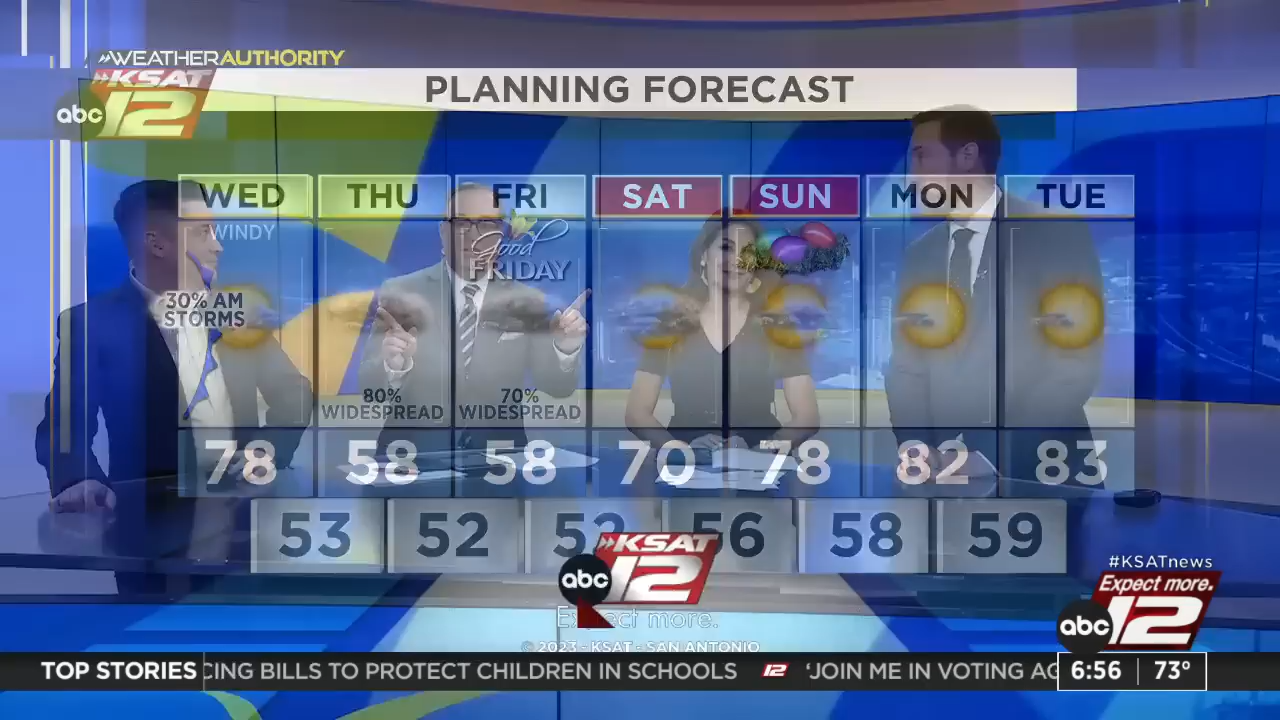 »WEATHERAUTHORITY
»KSAT
abc 12
PLANNING FORECAST
WED THU FRI SAT SUN MON TUE
WINDY
Good
FRIDAY
30% AM
STORMS
80%
WIDESPREAD
70%
WIDESPREAD
78 58 58 70 78 82 83
53 52 52 56 58 59
»KSAT
abc 12
Expect more.
© 2023 - KSAT - SAN ANTONIO
#KSATnews
Expect more.
abc 12
TOP STORIES CING BILLS TO PROTECT CHILDREN IN SCHOOLS 12 'JOIN ME IN VOTING AG 6:56 73°